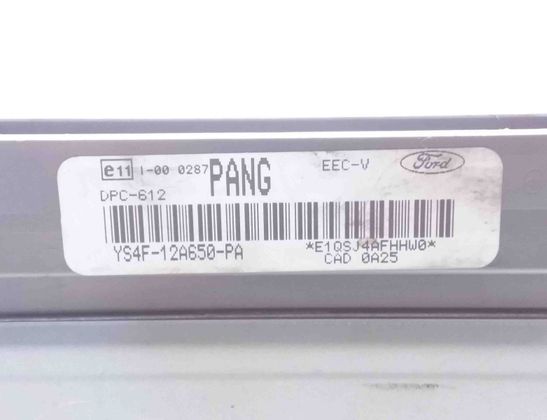 e11 I-00 0287 PANG EEC-V Ford
DPC-612
YS4F-12A650-PA *E1QSJ4AFHHW0*
CAD 0A25